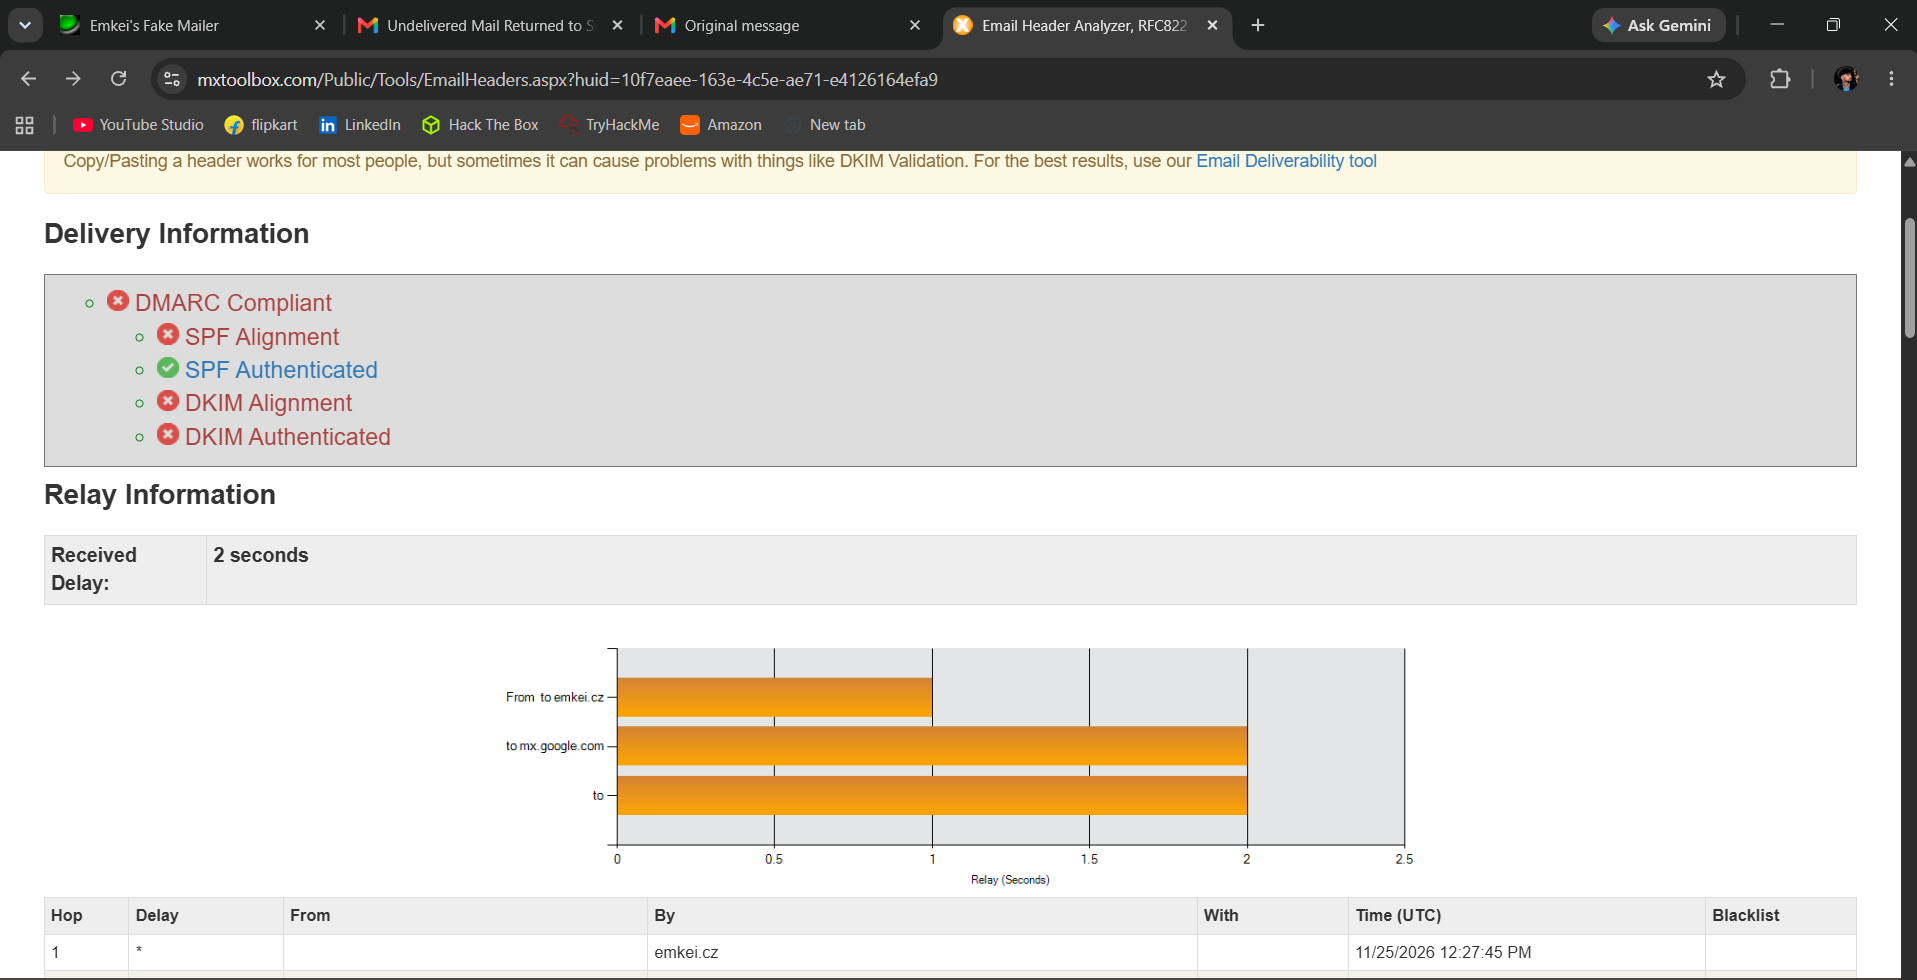 Emkei's Fake Mailer
Undelivered Mail Returned to S
Original message
Email Header Analyzer, RFC822
Ask Gemini
mxtoolbox.com/Public/Tools/EmailHeaders.aspx?huid=10f7eaee-163e-4c5e-ae71-e4126164efa9
YouTube Studio
flipkart
LinkedIn
Hack The Box
TryHackMe
Amazon
New tab
Copy/Pasting a header works for most people, but sometimes it can cause problems with things like DKIM Validation. For the best results, use our Email Deliverability tool
Delivery Information
DMARC Compliant
SPF Alignment
SPF Authenticated
DKIM Alignment
DKIM Authenticated
Relay Information
Received Delay:
2 seconds
From to emkei.cz
to mx.google.com
to
0 0.5 1 1.5 2 2.5
Relay (Seconds)
Hop Delay From By With Time (UTC) Blacklist
1 * emkei.cz 11/25/2026 12:27:45 PM